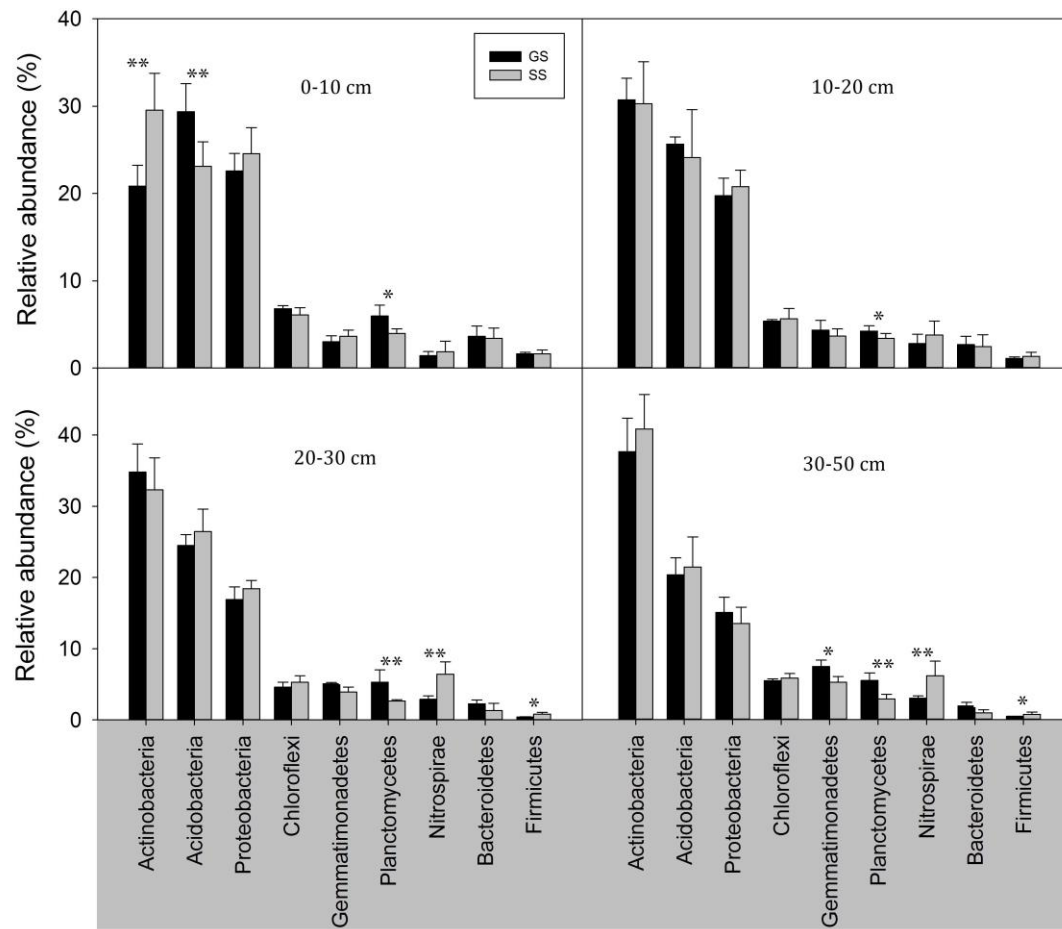 Relative abundance (%)
40
30
20
10
0
** **
0-10 cm
GS
SS
*
10-20 cm
*
Relative abundance (%)
40
30
20
10
0
20-30 cm
** ** *
30-50 cm
* ** ** *
Actinobacteria
Acidobacteria
Proteobacteria
Chloroflexi
Gemmatimonadetes
Planctomycetes
Nitrospirae
Bacteroidetes
Firmicutes
Actinobacteria
Acidobacteria
Proteobacteria
Chloroflexi
Gemmatimonadetes
Planctomycetes
Nitrospirae
Bacteroidetes
Firmicutes